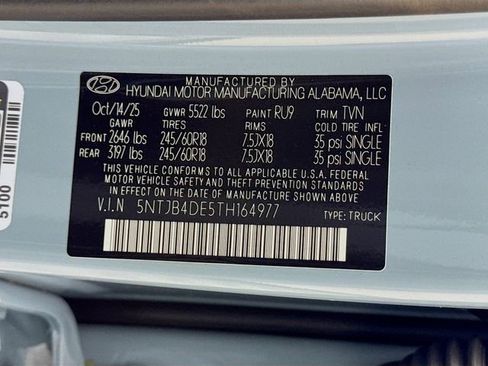 MANUFACTURED BY
HYUNDAI MOTOR MANUFACTURING ALABAMA, LLC
Oct/14/25 GVWR 5522 lbs PAINT RU9 TRIM TVN
GAWR TIRES RIMS COLD TIRE INFL
FRONT 2646 lbs 245/60R18 7.5JX18 35 psi SINGLE
REAR 3197 lbs 245/60R18 7.5JX18 35 psi SINGLE
THIS VEHICLE CONFORMS TO ALL APPLICABLE U.S.A. FEDERAL
MOTOR VEHICLE SAFETY, BUMPER, AND THEFT PREVENTION
STANDARDS IN EFFECT ON THE DATE OF MANUFACTURE SHOWN ABOVE.
V.I.N 5NTJB4DE5TH164977 TYPE: TRUCK
5100